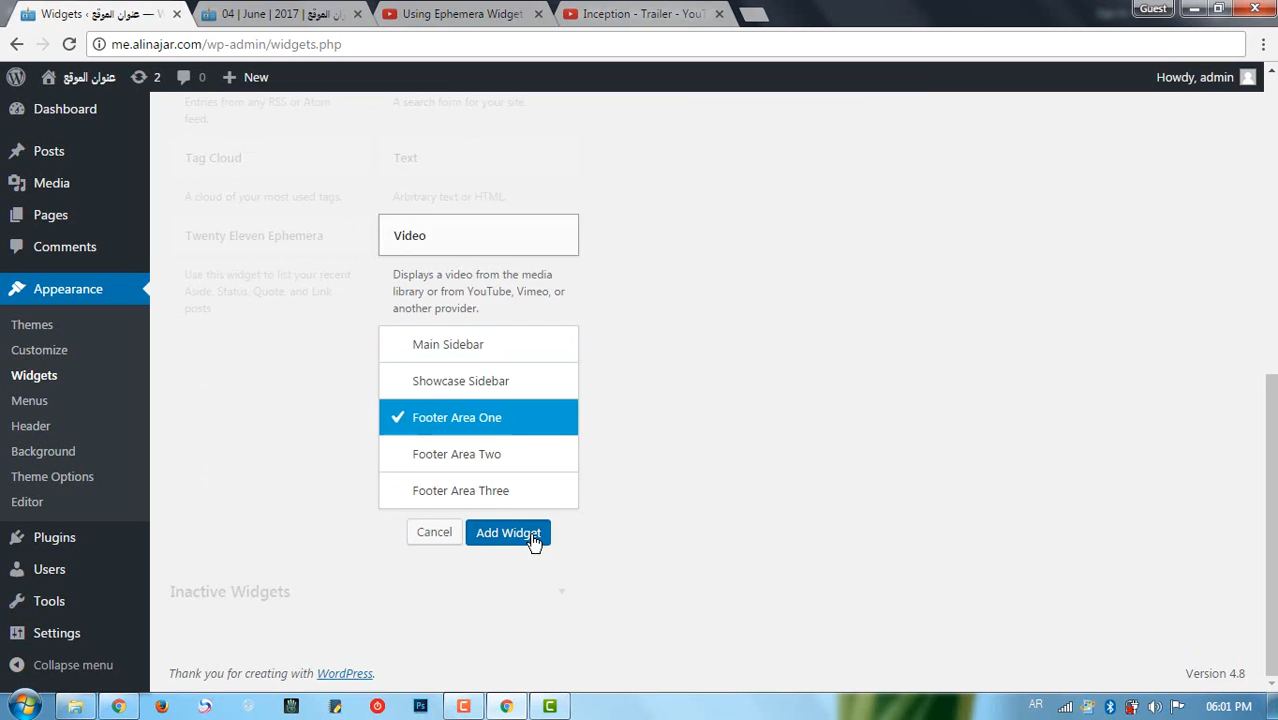 Widgets ‹ عنوان الموقع — W
04 | June | 2017 | عنوان الموقع
Using Ephemera Widget
Inception - Trailer - YouT
Guest
me.alinajar.com/wp-admin/widgets.php
عنوان الموقع
2
0
New
Howdy, admin
Dashboard
Posts
Media
Pages
Comments
Appearance
Themes
Customize
Widgets
Menus
Header
Background
Theme Options
Editor
Plugins
Users
Tools
Settings
Collapse menu
Entries from any RSS or Atom
feed.
A search form for your site.
Tag Cloud
Text
A cloud of your most used tags.
Arbitrary text or HTML.
Twenty Eleven Ephemera
Video
Use this widget to list your recent
Aside, Status, Quote, and Link
posts
Displays a video from the media
library or from YouTube, Vimeo, or
another provider.
Main Sidebar
Showcase Sidebar
Footer Area One
Footer Area Two
Footer Area Three
Cancel
Add Widget
Inactive Widgets
Thank you for creating with WordPress.
Version 4.8
Ps
AR
06:01 PM